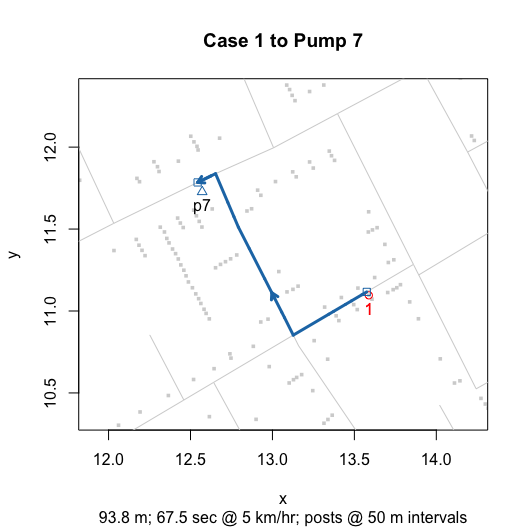 Case 1 to Pump 7
12.0
11.5
11.0
10.5
y
p7
1
12.0 12.5 13.0 13.5 14.0
x
93.8 m; 67.5 sec @ 5 km/hr; posts @ 50 m intervals